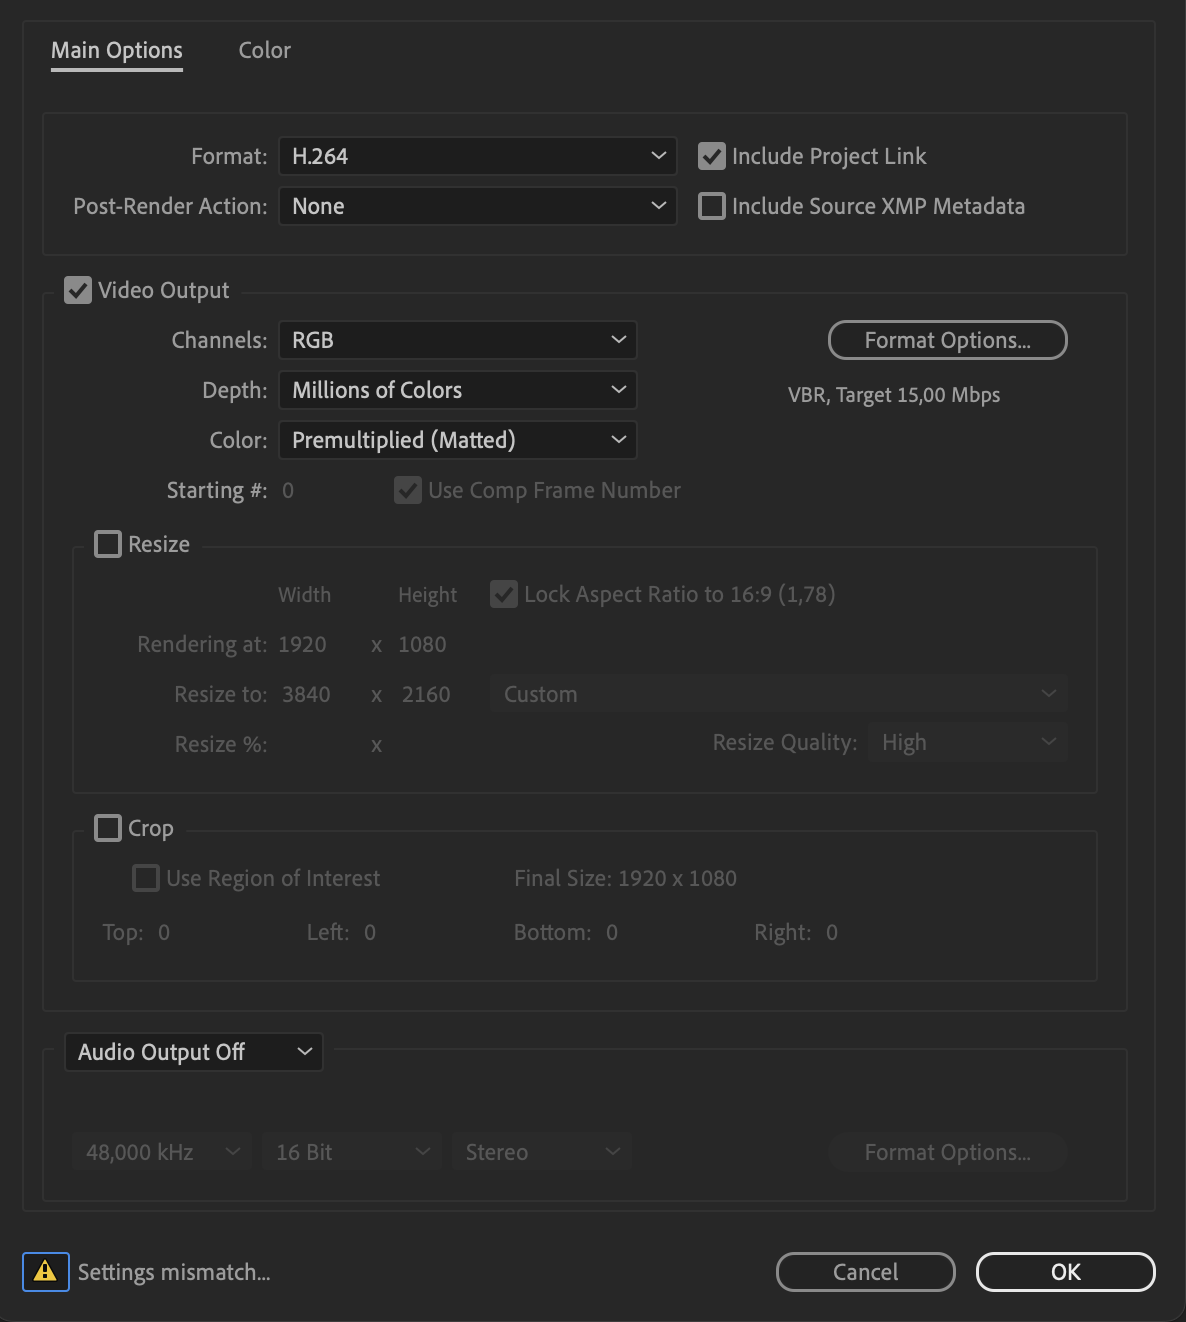 Main Options Color
Format: H.264 Include Project Link
Post-Render Action: None Include Source XMP Metadata
Video Output
Channels: RGB Format Options...
Depth: Millions of Colors VBR, Target 15,00 Mbps
Color: Premultiplied (Matted)
Starting #: 0 Use Comp Frame Number
Resize
Width Height Lock Aspect Ratio to 16:9 (1,78)
Rendering at: 1920 x 1080
Resize to: 3840 x 2160 Custom
Resize %: x Resize Quality: High
Crop
Use Region of Interest Final Size: 1920 x 1080
Top: 0 Left: 0 Bottom: 0 Right: 0
Audio Output Off
48,000 kHz 16 Bit Stereo Format Options...
Settings mismatch... Cancel OK